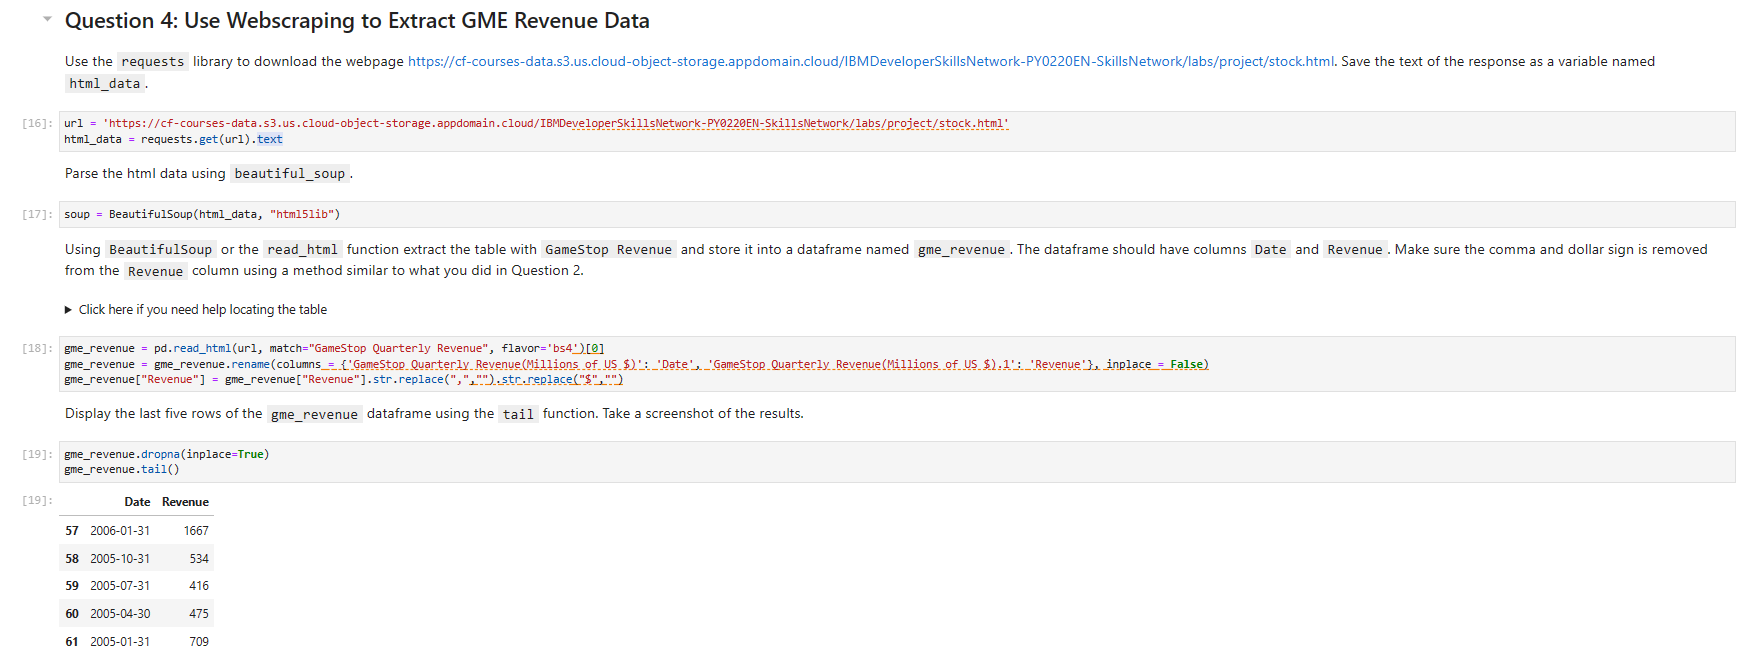 Question 4: Use Webscraping to Extract GME Revenue Data
Use the requests library to download the webpage https://cf-courses-data.s3.us.cloud-object-storage.appdomain.cloud/IBMDeveloperSkillsNetwork-PY0220EN-SkillsNetwork/labs/project/stock.html. Save the text of the response as a variable named
html_data.
[16]: url = 'https://cf-courses-data.s3.us.cloud-object-storage.appdomain.cloud/IBMDeveloperSkillsNetwork-PY0220EN-SkillsNetwork/labs/project/stock.html'
html_data = requests.get(url).text
Parse the html data using beautiful_soup.
[17]: soup = BeautifulSoup(html_data, "html5lib")
Using BeautifulSoup or the read_html function extract the table with GameStop Revenue and store it into a dataframe named gme_revenue. The dataframe should have columns Date and Revenue. Make sure the comma and dollar sign is removed
from the Revenue column using a method similar to what you did in Question 2.
Click here if you need help locating the table
[18]: gme_revenue = pd.read_html(url, match="GameStop Quarterly Revenue", flavor='bs4')[0]
gme_revenue = gme_revenue.rename(columns = {'GameStop Quarterly Revenue(Millions of US $)': 'Date', 'GameStop Quarterly Revenue(Millions of US $).1': 'Revenue'}, inplace = False)
gme_revenue["Revenue"] = gme_revenue["Revenue"].str.replace(",","").str.replace("$","")
Display the last five rows of the gme_revenue dataframe using the tail function. Take a screenshot of the results.
[19]: gme_revenue.dropna(inplace=True)
gme_revenue.tail()
[19]: Date Revenue
57 2006-01-31 1667
58 2005-10-31 534
59 2005-07-31 416
60 2005-04-30 475
61 2005-01-31 709